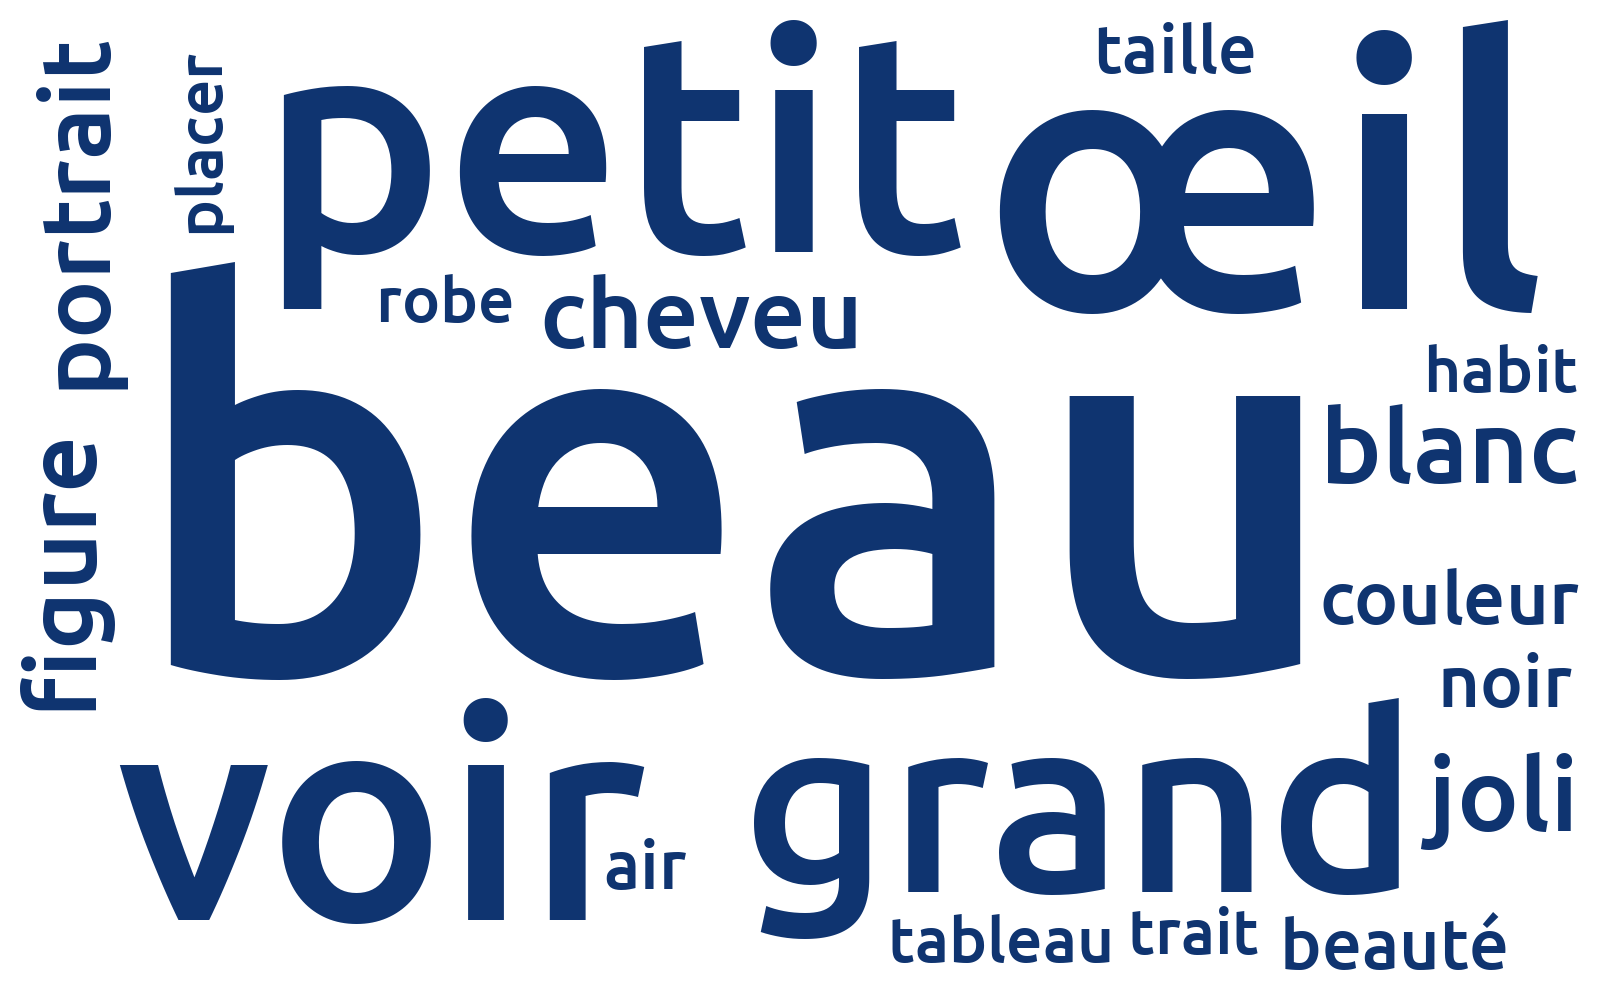 petit
œil
taille
placer
portrait
robe
cheveu
habit
beau
blanc
figure
couleur
noir
voir
grand
joli
air
tableau
trait
beauté